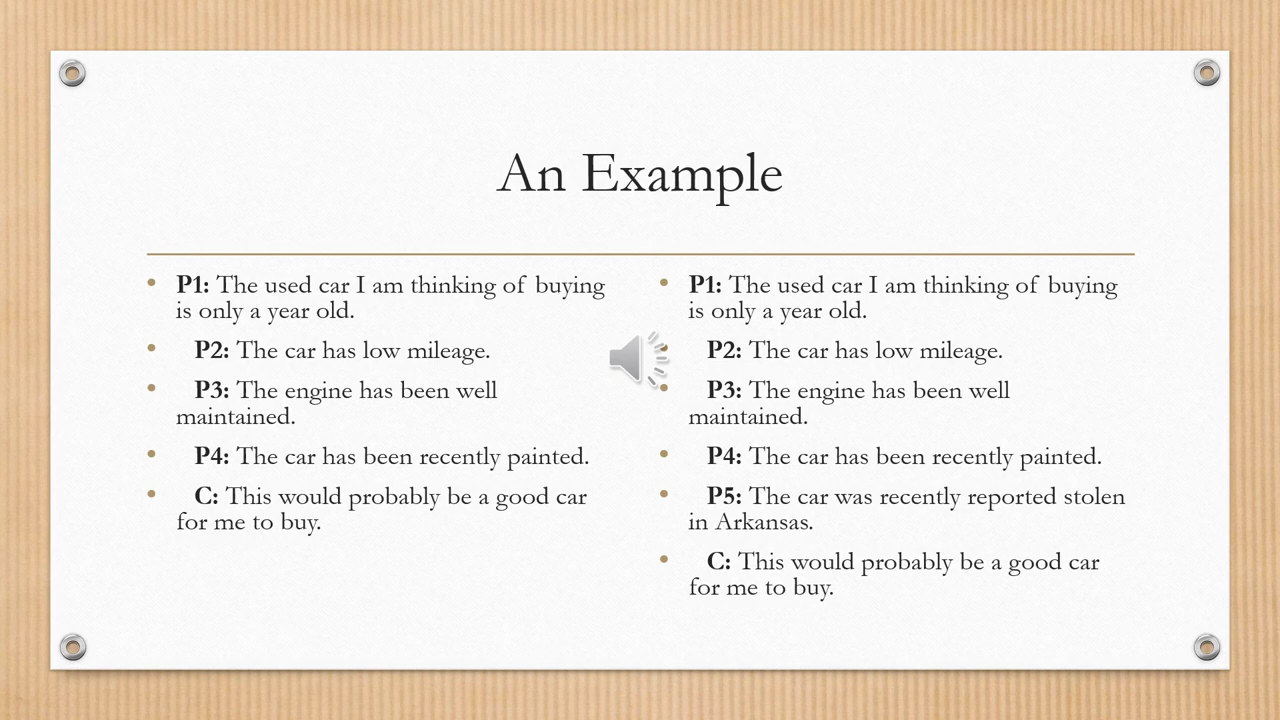 An Example
• P1: The used car I am thinking of buying
is only a year old.
• P2: The car has low mileage.
• P3: The engine has been well
maintained.
• P4: The car has been recently painted.
• C: This would probably be a good car
for me to buy.
• P1: The used car I am thinking of buying
is only a year old.
• P2: The car has low mileage.
• P3: The engine has been well
maintained.
• P4: The car has been recently painted.
• P5: The car was recently reported stolen
in Arkansas.
• C: This would probably be a good car
for me to buy.